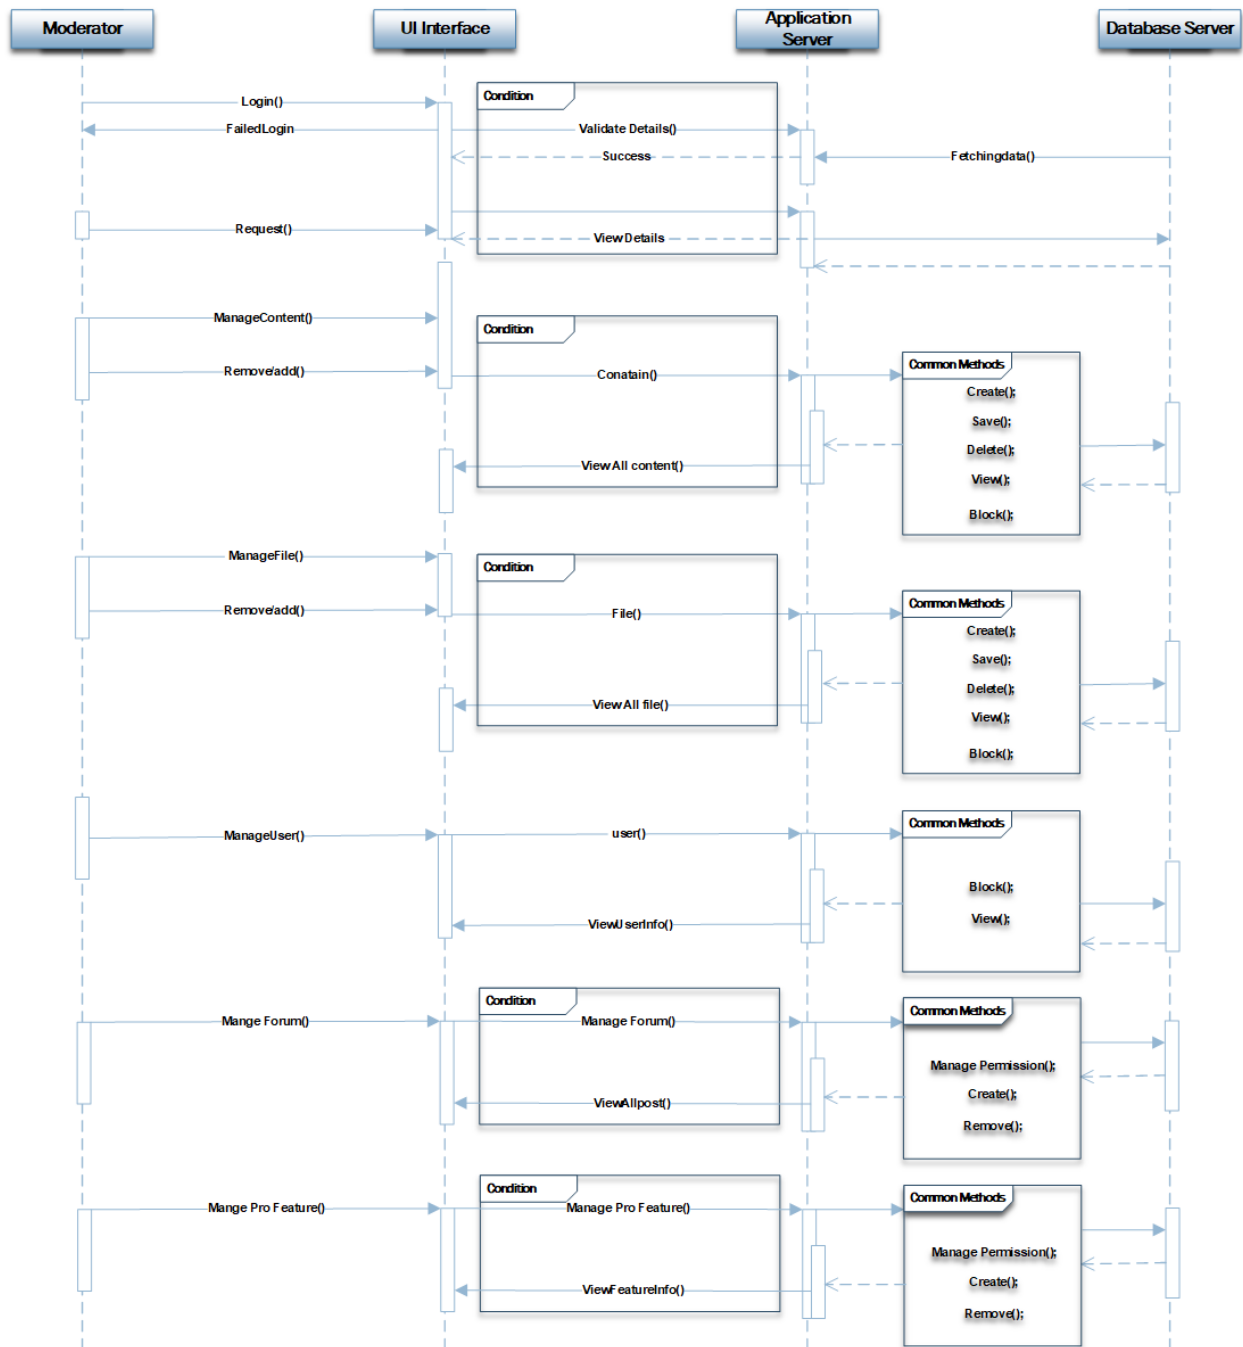 Moderator
UI Interface
Application
Server
Database Server
Condition
Login()
FailedLogin
Validate Details()
Success
Fetchingdata()
Request()
View Details
ManageContent()
Condition
Common Methods
Remove/add()
Conatain()
Create();
Save();
Delete();
View All content()
View();
Block();
ManageFile()
Condition
Common Methods
Remove/add()
File()
Create();
Save();
Delete();
View All file()
View();
Block();
Common Methods
ManageUser()
user()
Block();
View();
ViewUserInfo()
Condition
Common Methods
Mange Forum()
Manage Forum()
Manage Permission();
Create();
ViewAllpost()
Remove();
Condition
Common Methods
Mange Pro Feature()
Manage Pro Feature()
Manage Permission();
Create();
ViewFeatureInfo()
Remove();